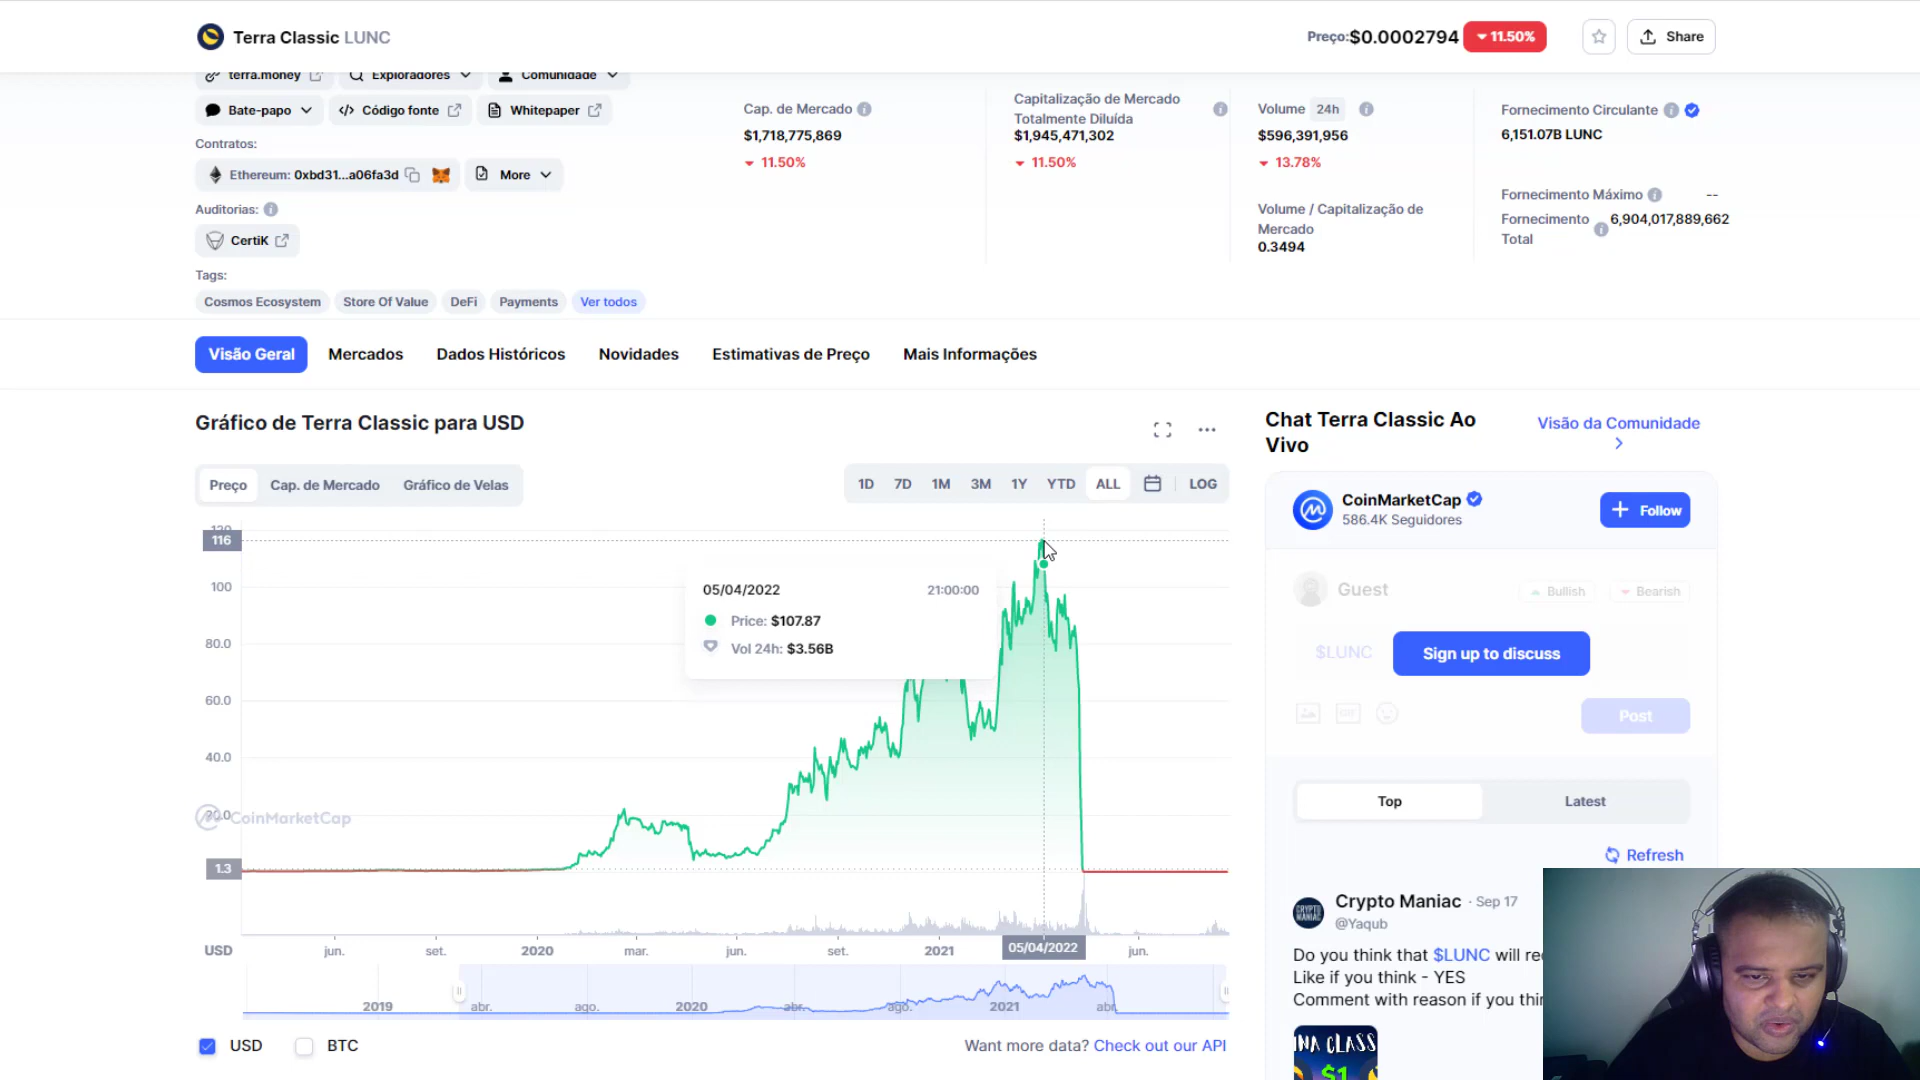 Terra Classic LUNC
Preço:$0.0002794
11.50%
Share
terra.money
Exploradores
Comunidade
Bate-papo
Código fonte
Whitepaper
Contratos:
Ethereum: 0xbd31...a06fa3d
More
Auditorias:
CertiK
Tags:
Cosmos Ecosystem
Store Of Value
DeFi
Payments
Ver todos
Cap. de Mercado
$1,718,775,869
11.50%
Capitalização de Mercado
Totalmente Diluída
$1,945,471,302
11.50%
Volume 24h
$596,391,956
13.78%
Volume / Capitalização de
Mercado
0.3494
Fornecimento Circulante
6,151.07B LUNC
Fornecimento Máximo --
Fornecimento
Total
6,904,017,889,662
Visão Geral
Mercados
Dados Históricos
Novidades
Estimativas de Preço
Mais Informações
Gráfico de Terra Classic para USD
Preço
Cap. de Mercado
Gráfico de Velas
1D
7D
1M
3M
1Y
YTD
ALL
LOG
120
116
100
80.0
60.0
40.0
20.0
1.3
05/04/2022 21:00:00
Price: $107.87
Vol 24h: $3.56B
CoinMarketCap
USD
jun.
set.
2020
mar.
jun.
set.
2021
05/04/2022
jun.
2019
abr.
ago.
2020
abr.
ago.
2021
abr.
USD
BTC
Want more data? Check out our API
Chat Terra Classic Ao
Vivo
Visão da Comunidade
CoinMarketCap
586.4K Seguidores
Follow
Guest
Bullish
Bearish
$LUNC
Sign up to discuss
GIF
Post
Top
Latest
Refresh
CRYPTO
MANIAC
Crypto Maniac · Sep 17
@Yaqub
Do you think that $LUNC will
Like if you think - YES
Comment with reason if you
CLASS
$1